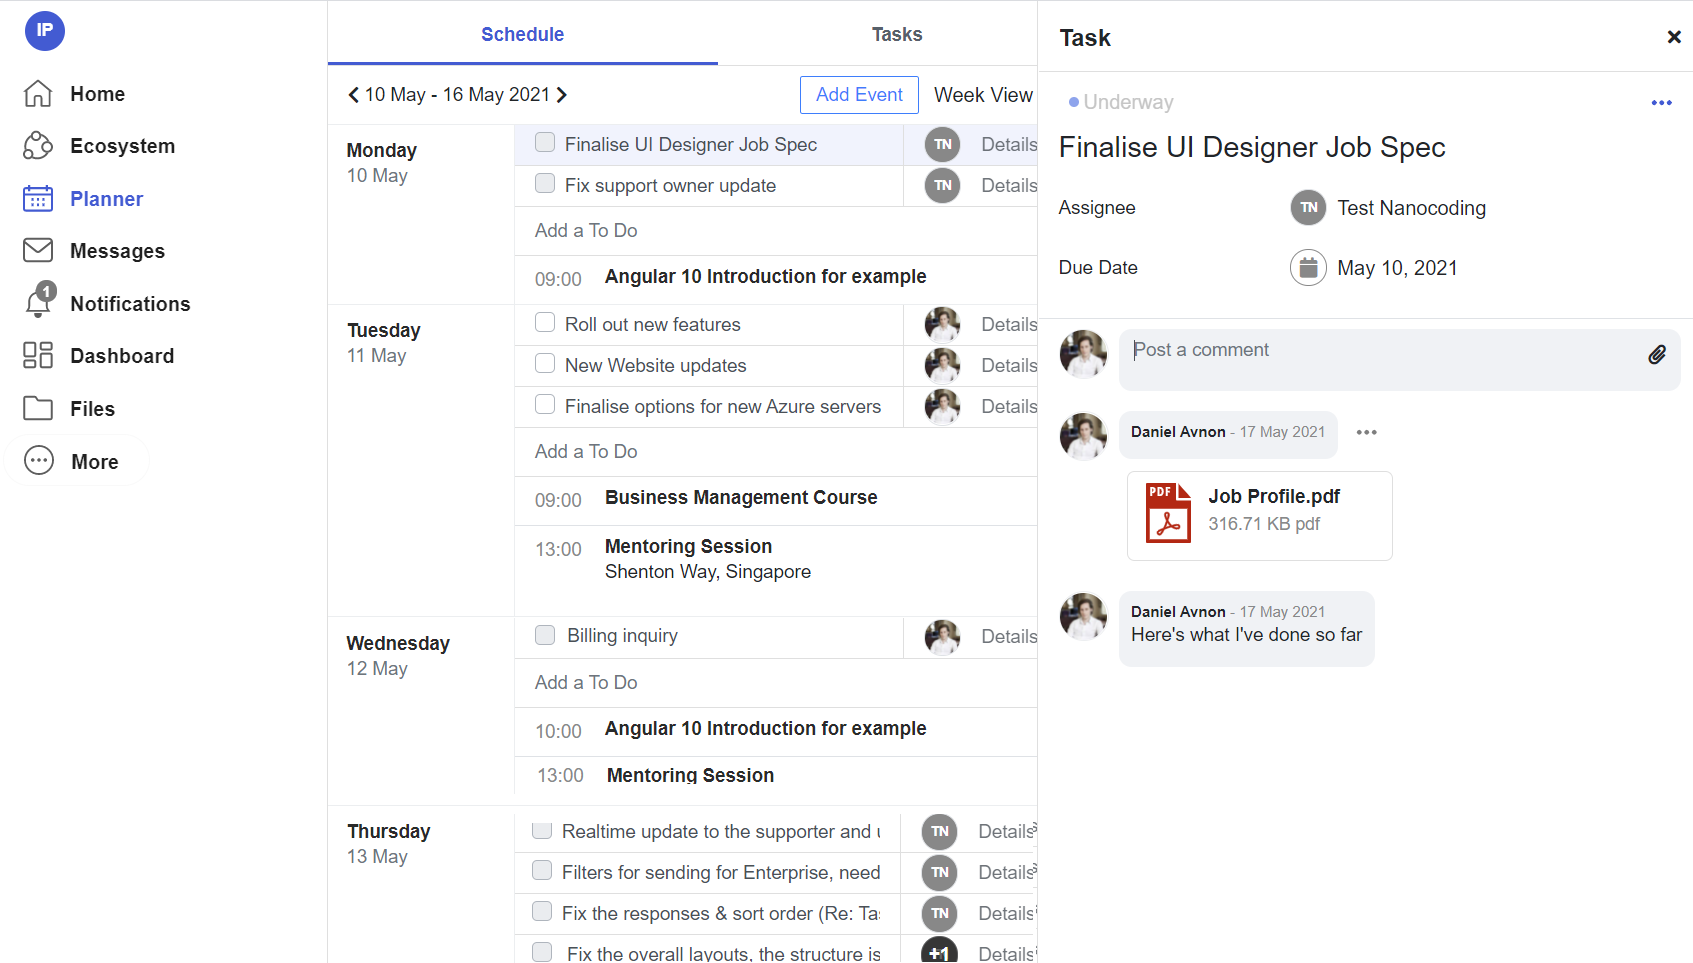 IP
Home
Ecosystem
Planner
Messages
1
Notifications
Dashboard
Files
More
Schedule
Tasks
10 May - 16 May 2021
Add Event
Week View
Monday
10 May
Finalise UI Designer Job Spec
TN
Details
Fix support owner update
TN
Details
Add a To Do
09:00 Angular 10 Introduction for example
Tuesday
11 May
Roll out new features
Details
New Website updates
Details
Finalise options for new Azure servers
Details
Add a To Do
09:00 Business Management Course
13:00 Mentoring Session
Shenton Way, Singapore
Wednesday
12 May
Billing inquiry
Details
Add a To Do
10:00 Angular 10 Introduction for example
13:00 Mentoring Session
Thursday
13 May
Realtime update to the supporter and
TN
Details
Filters for sending for Enterprise, need
TN
Details
Fix the responses & sort order (Re:
TN
Details
Fix the overall layouts, the structure is
+1
Details
Task
Underway
Finalise UI Designer Job Spec
Assignee
TN
Test Nanocoding
Due Date
May 10, 2021
Post a comment
Daniel Avnon - 17 May 2021
PDF
Job Profile.pdf
316.71 KB pdf
Daniel Avnon - 17 May 2021
Here's what I've done so far